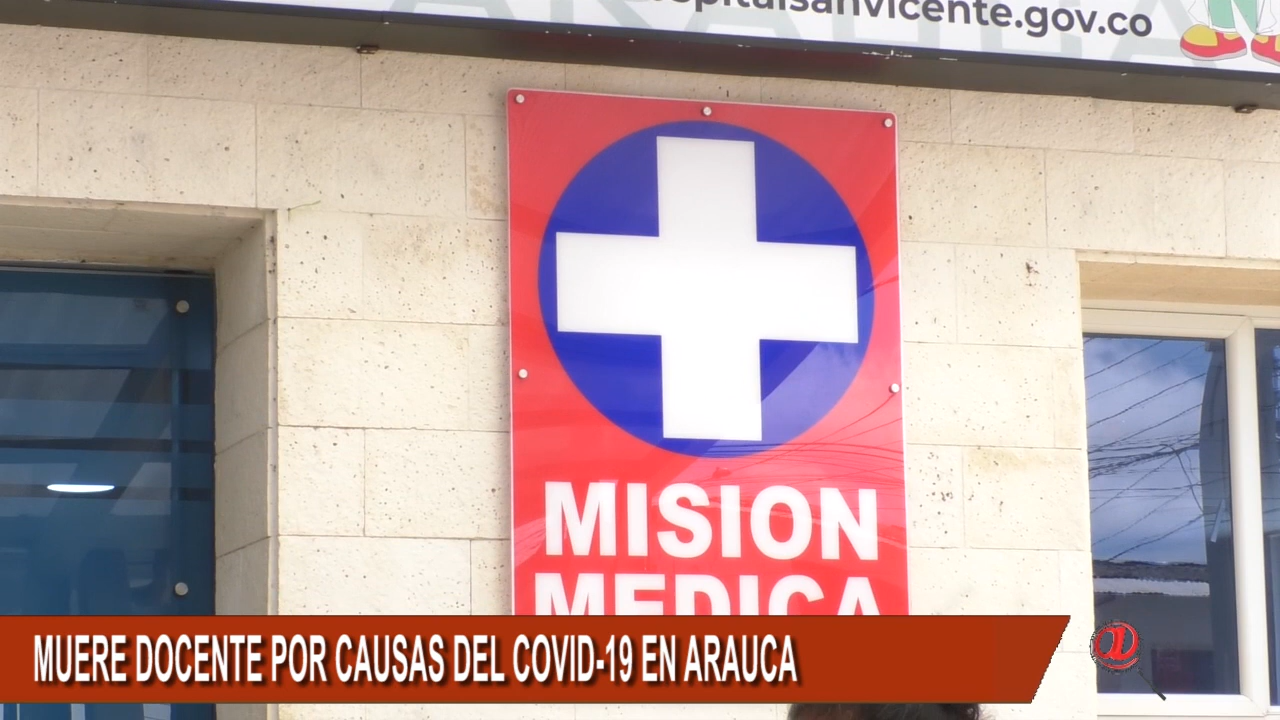 hospitalsanvicente.gov.co
MISION
MEDICA
MUERE DOCENTE POR CAUSAS DEL COVID-19 EN ARAUCA